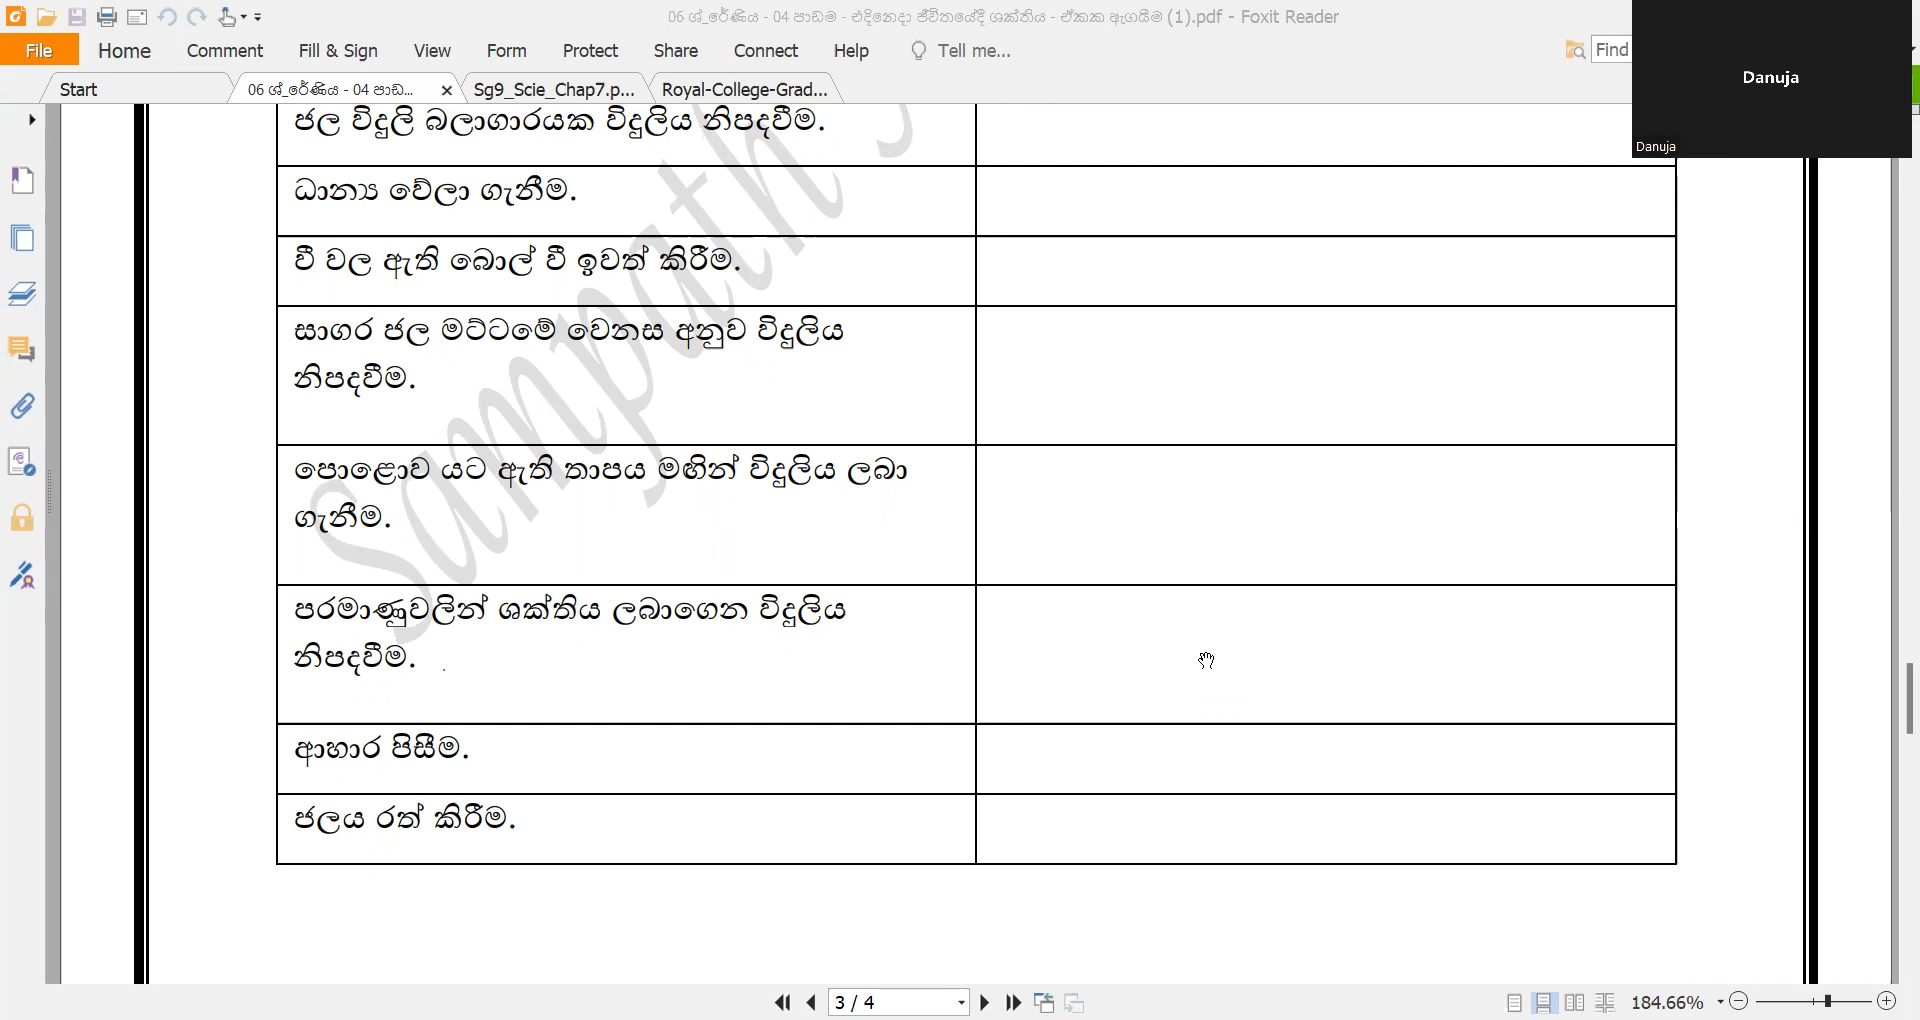 06 ශ්‍රේණිය - 04 පාඩම - එදිනෙදා ජීවිතයේදී ශක්තිය - ඒකක ඇගයීම (1).pdf - Foxit Reader
File Home Comment Fill & Sign View Form Protect Share Connect Help Tell me... Find
Danuja
Start 06 ශ්‍රේණිය - 04 පාඩ... Sg9_Scie_Chap7.p... Royal-College-Grad...
Danuja
ජල විදුලි බලාගාරයක විදුලිය නිපදවීම.
ධාන්‍ය වේලා ගැනීම.
වී වල ඇති බොල් වී ඉවත් කිරීම.
සාගර ජල මට්ටමේ වෙනස අනුව විදුලිය
නිපදවීම.
පොළොව යට ඇති තාපය මඟින් විදුලිය ලබා
ගැනීම.
පරමාණුවලින් ශක්තිය ලබාගෙන විදුලිය
නිපදවීම.
ආහාර පිසීම.
ජලය රත් කිරීම.
Sampath
3 / 4
184.66%